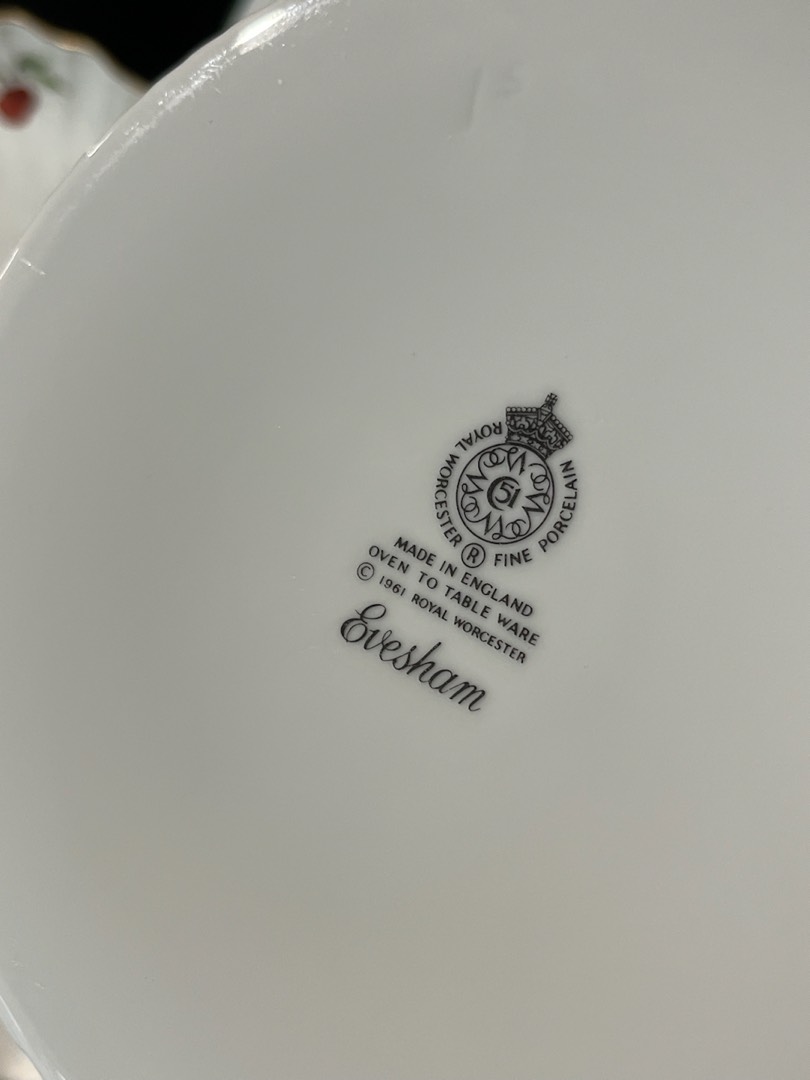 ROYAL WORCESTER ® FINE PORCELAIN
51
MADE IN ENGLAND
OVEN TO TABLE WARE
© 1961 ROYAL WORCESTER
Evesham